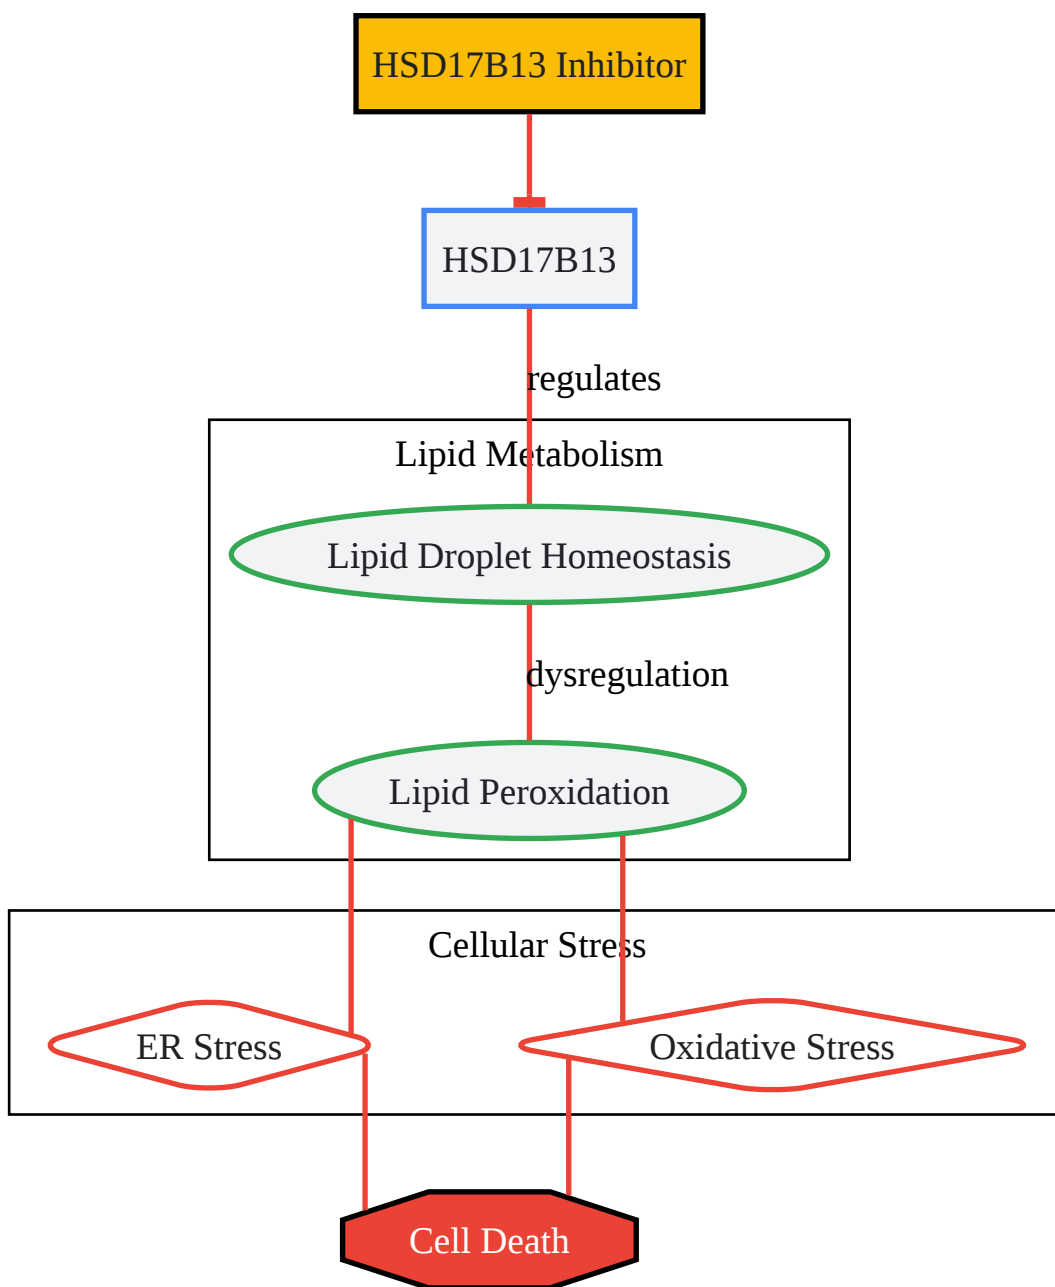 HSD17B13 Inhibitor
HSD17B13
regulates
Lipid Metabolism
Lipid Droplet Homeostasis
dysregulation
Lipid Peroxidation
Cellular Stress
ER Stress
Oxidative Stress
Cell Death